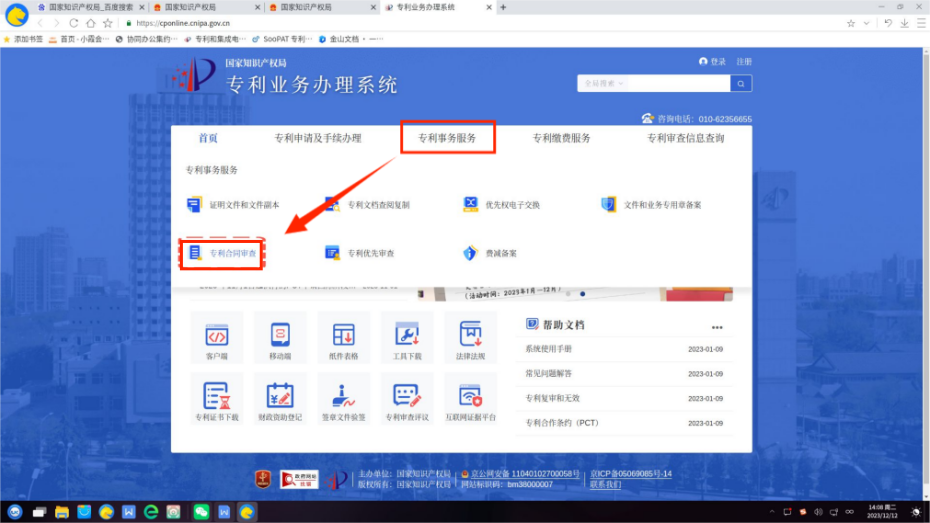 国家知识产权局_百度搜索
国家知识产权局
国家知识产权局
专利业务办理系统
https://cponline.cnipa.gov.cn
添加书签
首页 - 小霞会…
协同办公集约…
专利和集成电…
SooPAT 专利…
金山文档
国家知识产权局
专利业务办理系统
登录 注册
全局搜索
咨询电话: 010-62356655
首页
专利申请及手续办理
专利事务服务
专利缴费服务
专利审查信息查询
专利事务服务
证明文件和文件副本
专利文档查阅复制
优先权电子交换
文件和业务专用章备案
专利合同审查
专利优先审查
费减备案
(活动时间: 2023年1月—12月)
客户端
移动端
纸件表格
工具下载
法律法规
帮助文档
系统使用手册 2023-01-09
常见问题解答 2023-01-09
专利复审和无效 2023-01-09
专利合作条约(PCT) 2023-01-09
专利证书下载
财政资助登记
签章文件验签
专利审查评议
互联网证据平台
政府网站
找错
主办单位: 国家知识产权局
版权所有: 国家知识产权局
京公网安备 11040102700058号
网站标识码: bm38000007
京ICP备05069085号-14
联系我们
14:08 周二
2023/12/12